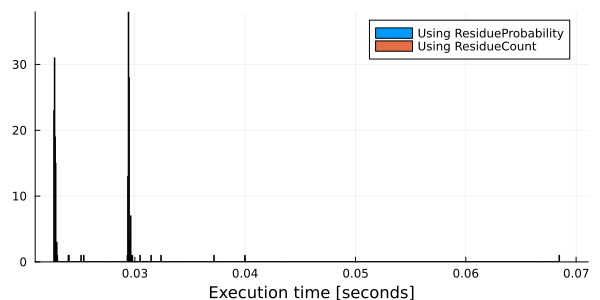 Using ResidueProbability
Using ResidueCount
30
20
10
0
0.03 0.04 0.05 0.06 0.07
Execution time [seconds]